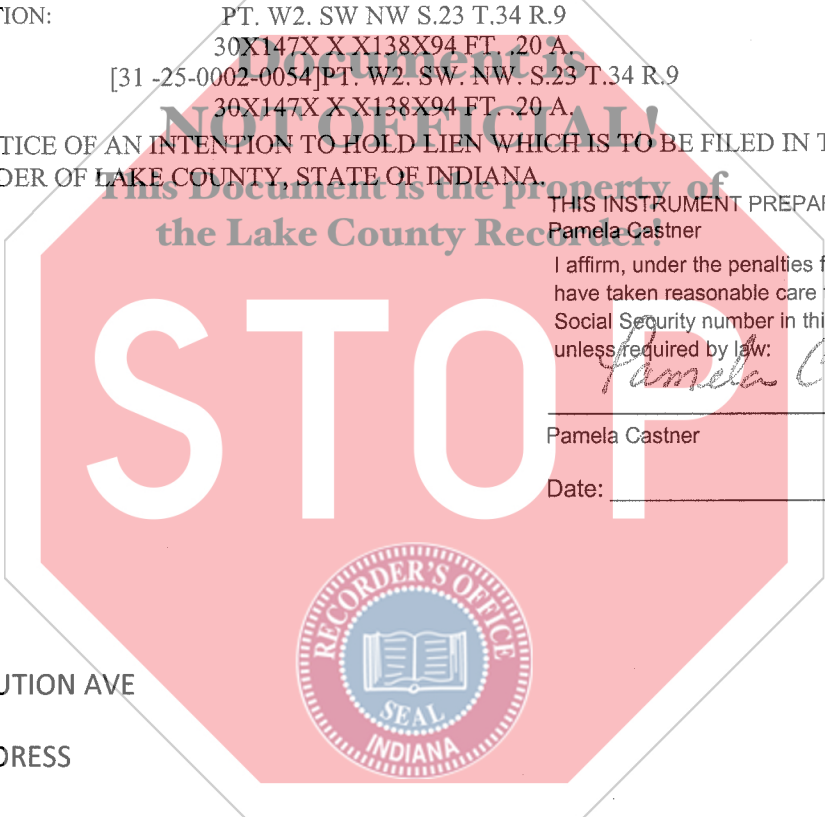 TION:
PT. W2. SW NW S.23 T.34 R.9
30X147X X X138X94 FT. .20 A.
[31 -25-0002-0054]PT. W2. SW. NW. S.23 T.34 R.9
30X147X X X138X94 FT. .20 A.
TICE OF AN INTENTION TO HOLD LIEN WHICH IS TO BE FILED IN T
DER OF LAKE COUNTY, STATE OF INDIANA.
Document is
NOT OFFICIAL!
This Document is the property of
the Lake County Recorder!
THIS INSTRUMENT PREPAR
Pamela Castner
I affirm, under the penalties f
have taken reasonable care
Social Security number in thi
unless required by law:
Pamela C
Pamela Castner
Date:
STOP
RECORDER'S OFFICE
SEAL
INDIANA
UTION AVE
DRESS